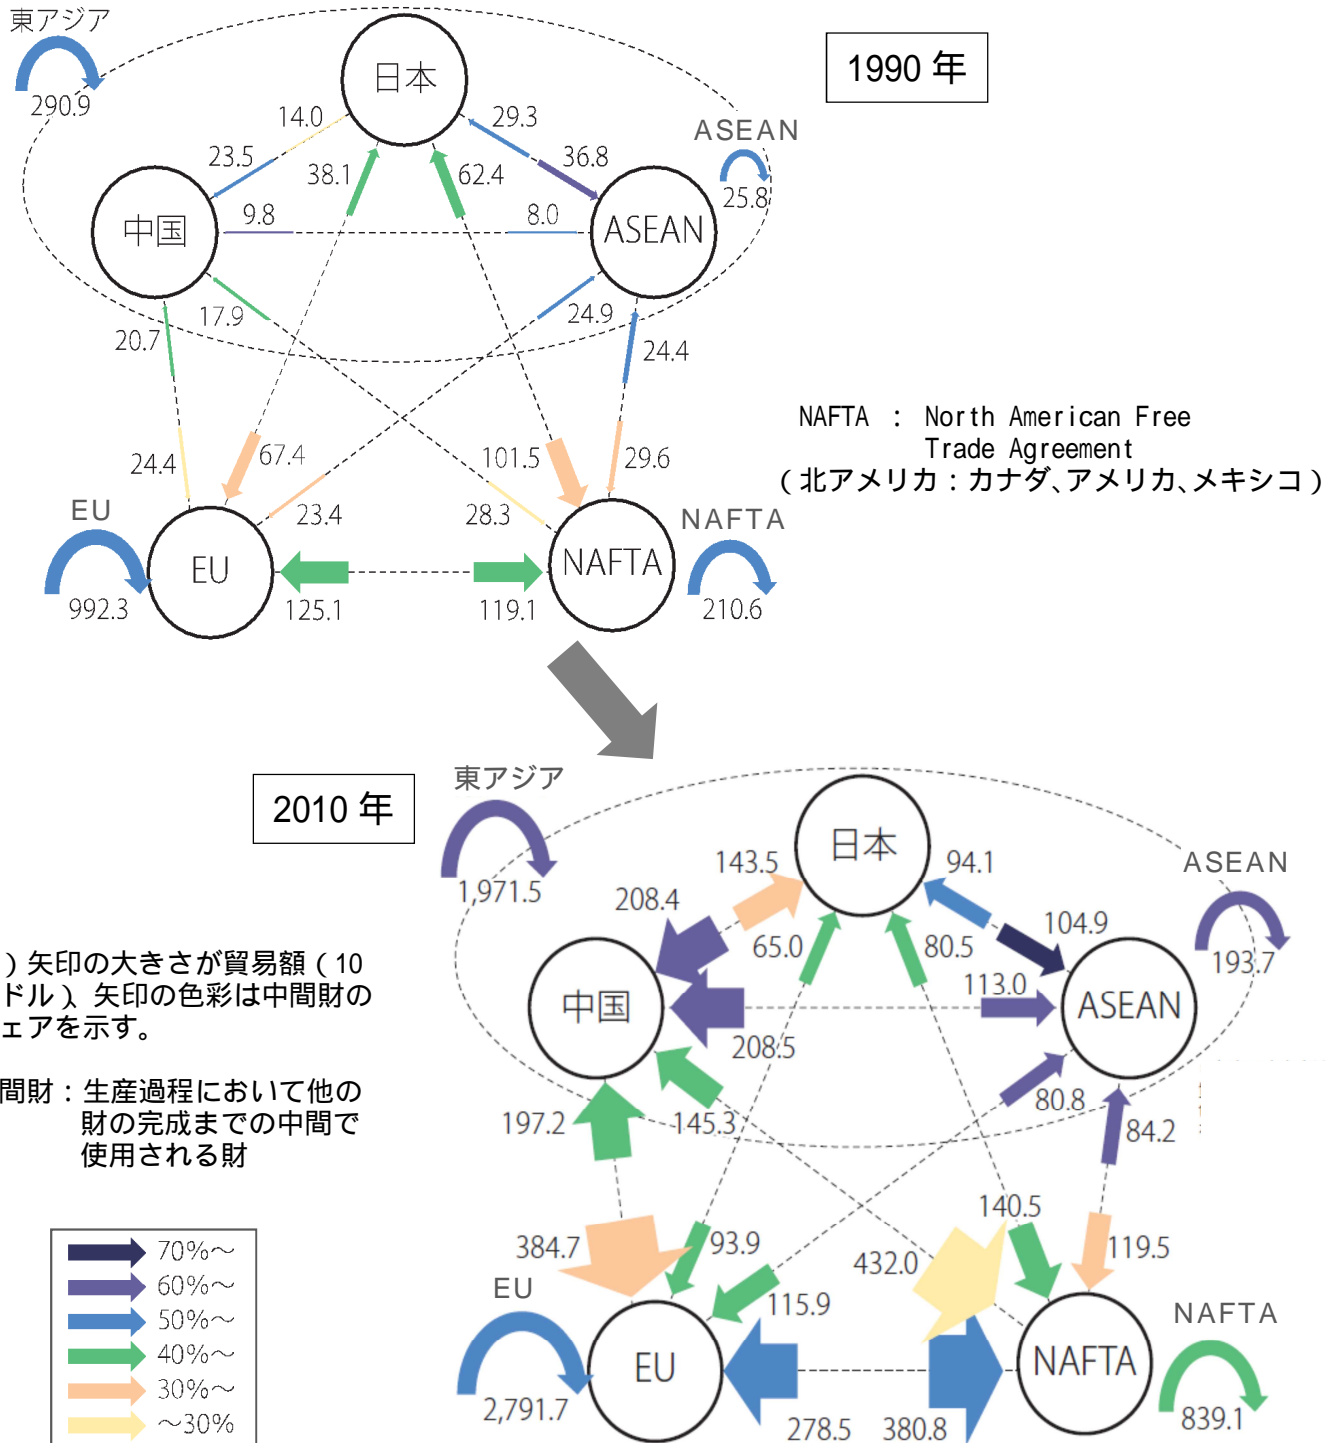 東アジア
290.9
日本
1990 年
14.0
29.3
ASEAN
23.5
38.1
62.4
36.8
25.8
中国
9.8
8.0
ASEAN
17.9
24.9
20.7
24.4
NAFTA : North American Free
Trade Agreement
(北アメリカ:カナダ、アメリカ、メキシコ)
24.4
67.4
101.5
29.6
EU
23.4
28.3
NAFTA
992.3
EU
125.1
119.1
NAFTA
210.6
2010 年
東アジア
1,971.5
日本
143.5
94.1
ASEAN
208.4
65.0
80.5
104.9
193.7
)矢印の大きさが貿易額(10
ドル)、矢印の色彩は中間財の
ェアを示す。
中国
113.0
ASEAN
208.5
間財:生産過程において他の
財の完成までの中間で
使用される財
197.2
145.3
80.8
84.2
140.5
384.7
93.9
432.0
119.5
EU
115.9
NAFTA
2,791.7
EU
278.5
380.8
NAFTA
839.1
70%~
60%~
50%~
40%~
30%~
~30%